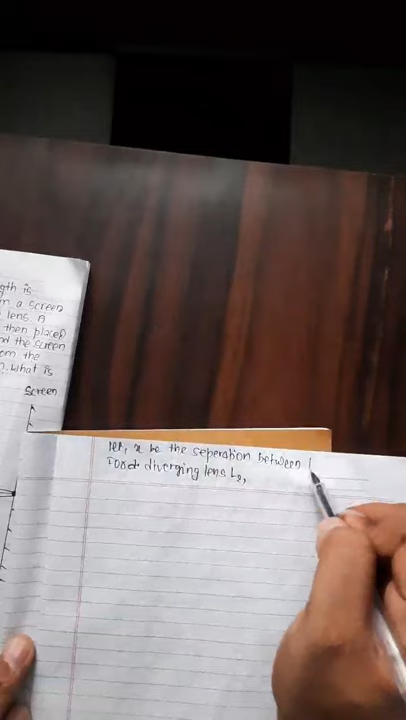 gth is
m a screen
lens. A
then placed
nd the screen
om the
. what is
Screen
let, x be the seperation between
For diverging lens L2,